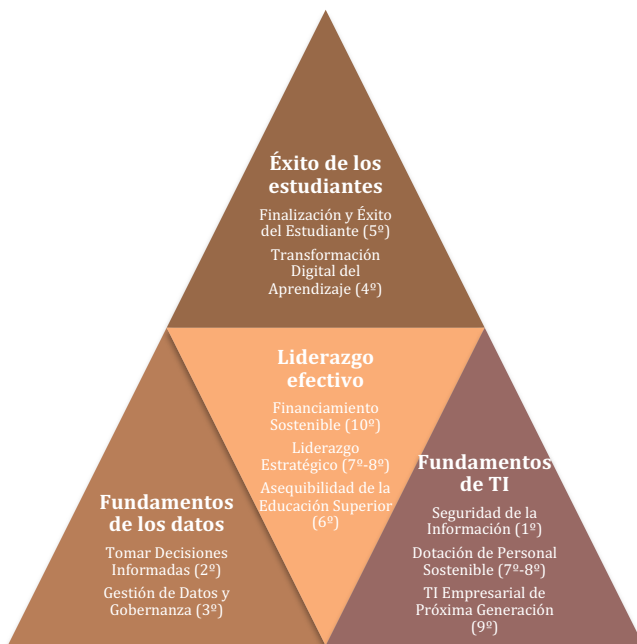 Éxito de los
estudiantes
Finalización y Éxito
del Estudiante (5º)
Transformación
Digital del
Aprendizaje (4º)
Liderazgo
efectivo
Financiamiento
Sostenible (10º)
Liderazgo
Estratégico (7º-8º)
Asequibilidad de la
Educación Superior
(6º)
Fundamentos
de los datos
Tomar Decisiones
Informadas (2º)
Gestión de Datos y
Gobernanza (3º)
Fundamentos
de TI
Seguridad de la
Información (1º)
Dotación de Personal
Sostenible (7º-8º)
TI Empresarial de
Próxima Generación
(9º)